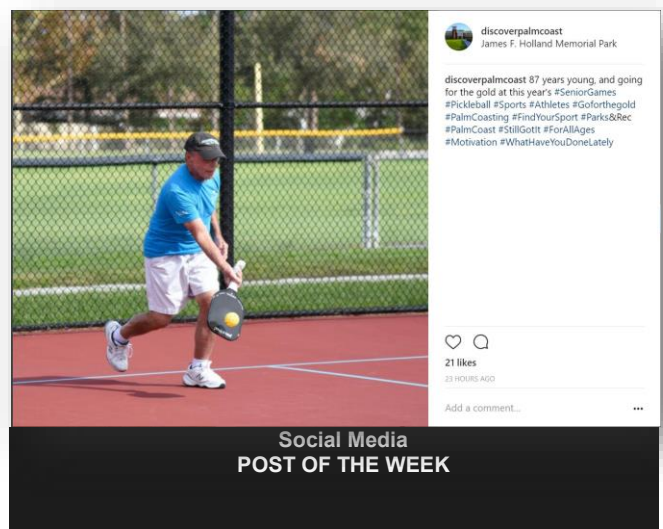 discoverpalmcoast
James F. Holland Memorial Park
discoverpalmcoast 87 years young, and going
for the gold at this year's #SeniorGames
#Pickleball #Sports #Athletes #Goforthegold
#PalmCoasting #FindYourSport #Parks&Rec
#PalmCoast #StillGotIt #ForAllAges
#Motivation #WhatHaveYouDoneLately
21 likes
23 HOURS AGO
Add a comment...
Social Media
POST OF THE WEEK